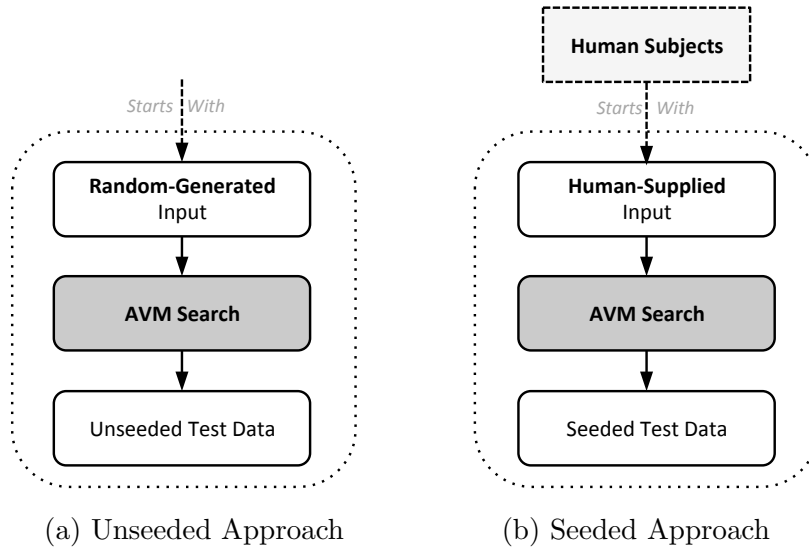 Human Subjects
Starts With
Starts With
Random-Generated
Input
Human-Supplied
Input
AVM Search
AVM Search
Unseeded Test Data
Seeded Test Data
(a) Unseeded Approach
(b) Seeded Approach